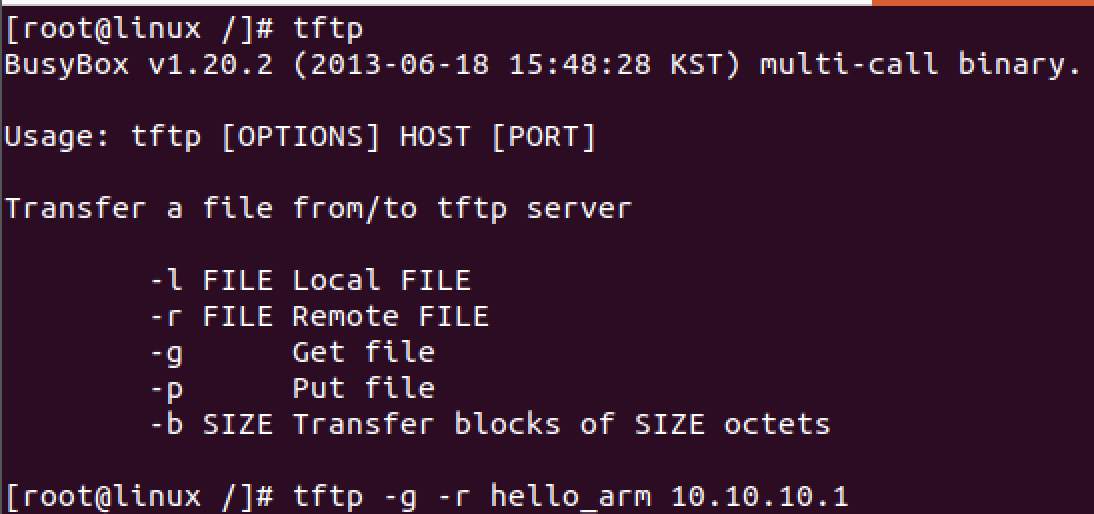 [root@linux /]# tftp
BusyBox v1.20.2 (2013-06-18 15:48:28 KST) multi-call binary.
Usage: tftp [OPTIONS] HOST [PORT]
Transfer a file from/to tftp server
-l FILE Local FILE
-r FILE Remote FILE
-g      Get file
-p      Put file
-b SIZE Transfer blocks of SIZE octets
[root@linux /]# tftp -g -r hello_arm 10.10.10.1